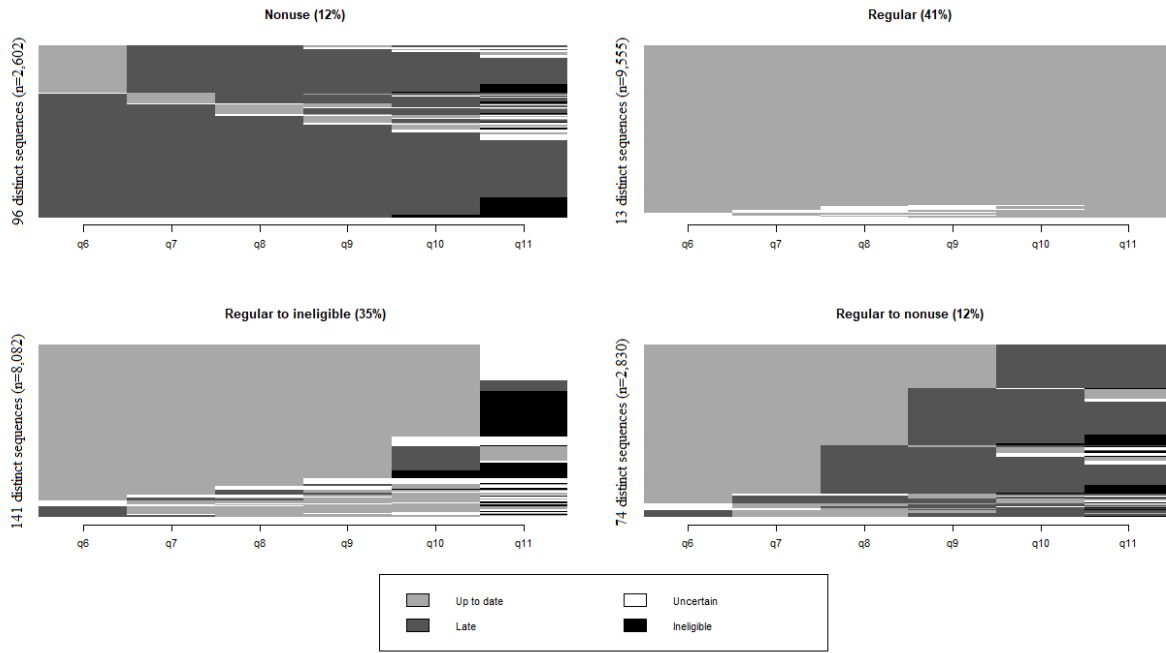 Nonuse (12%)
96 distinct sequences (n=2,602)
q6 q7 q8 q9 q10 q11
Regular (41%)
13 distinct sequences (n=9,555)
q6 q7 q8 q9 q10 q11
Regular to ineligible (35%)
141 distinct sequences (n=8,082)
q6 q7 q8 q9 q10 q11
Regular to nonuse (12%)
74 distinct sequences (n=2,830)
q6 q7 q8 q9 q10 q11
Up to date
Uncertain
Late
Ineligible